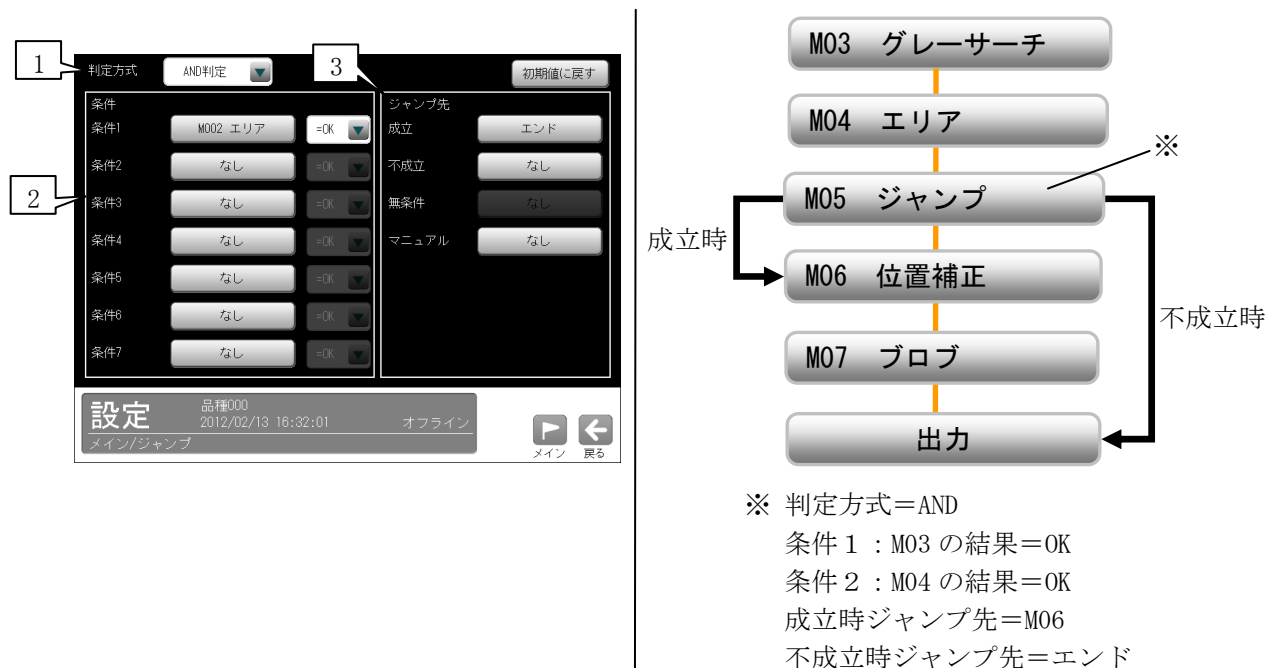 1
3
2
判定方式 AND判定 初期値に戻す
条件
条件1 M002 エリア =OK
条件2 なし =OK
条件3 なし =OK
条件4 なし =OK
条件5 なし =OK
条件6 なし =OK
条件7 なし =OK
ジャンプ先
成立 エンド
不成立 なし
無条件 なし
マニュアル なし
設定 品種000
2012/02/13 16:32:01 オフライン
メイン/ジャンプ
メイン 戻る
M03 グレーサーチ
M04 エリア
※
M05 ジャンプ
成立時
M06 位置補正
不成立時
M07 ブロブ
出力
※ 判定方式＝AND
条件１：M03 の結果＝OK
条件２：M04 の結果＝OK
成立時ジャンプ先＝M06
不成立時ジャンプ先＝エンド